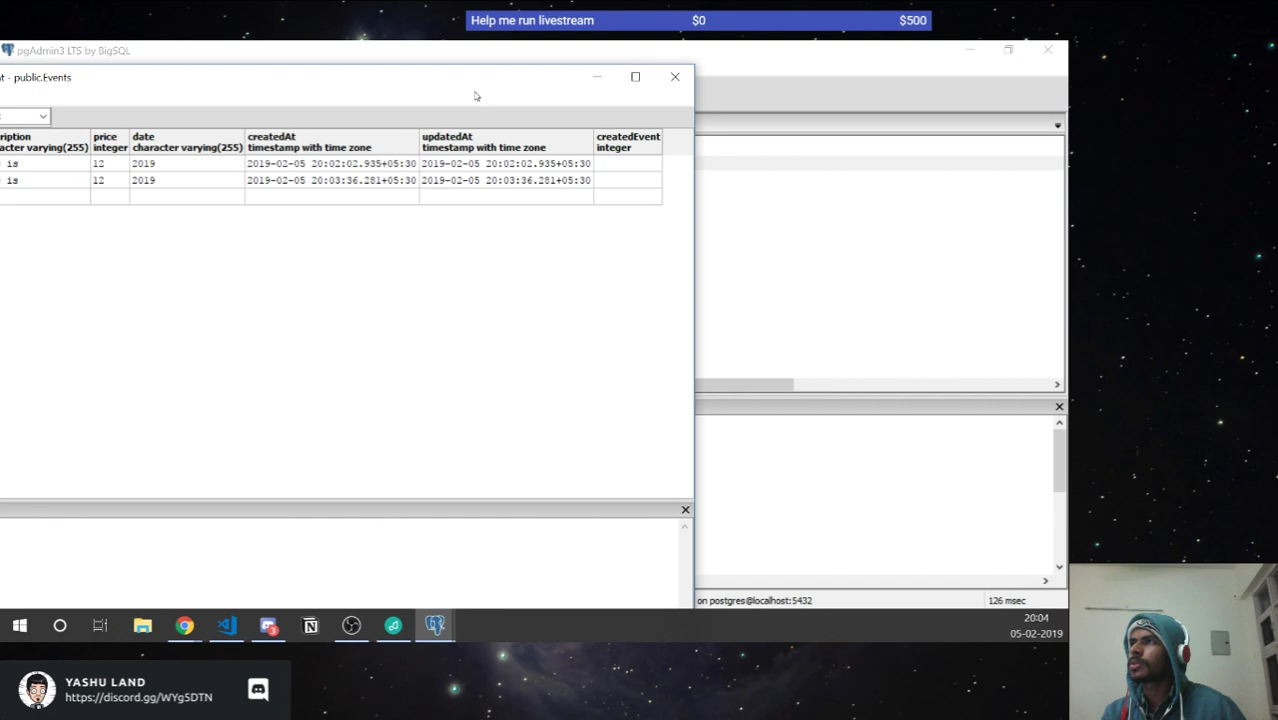 Help me run livestream $0 $500
pgAdmin3 LTS by BigSQL
t - public.Events
ription price date createdAt updatedAt createdEvent
acter varying(255) integer character varying(255) timestamp with time zone timestamp with time zone integer
is 12 2019 2019-02-05 20:02:02.935+05:30 2019-02-05 20:02:02.935+05:30
is 12 2019 2019-02-05 20:03:36.281+05:30 2019-02-05 20:03:36.281+05:30
on postgres@localhost:5432 126 msec
3
20:04
05-02-2019
YASHU LAND
https://discord.gg/WYg5DTN